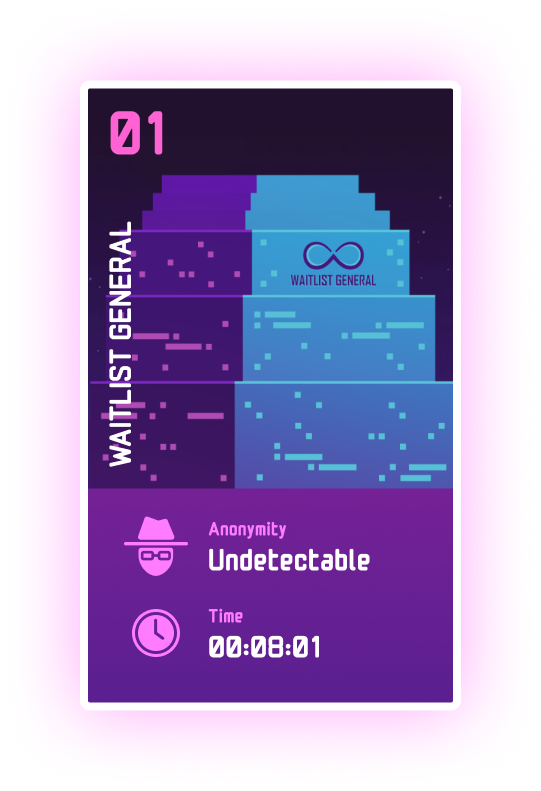 01
WAITLIST GENERAL
WAITLIST GENERAL
Anonymity
Undetectable
Time
00:08:01